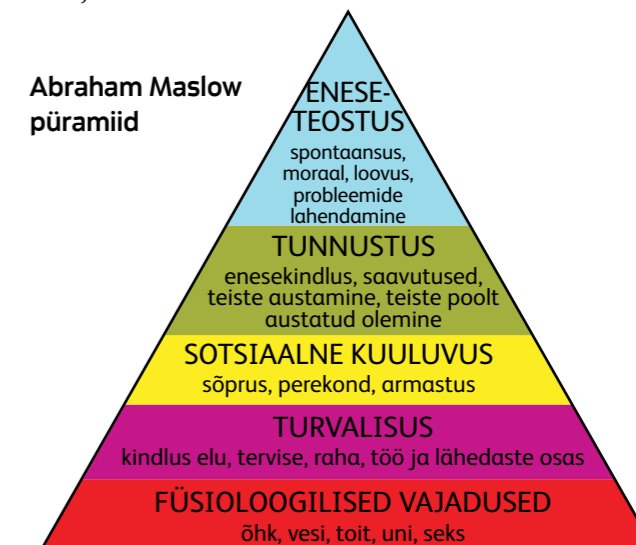 Abraham Maslow
püramiid
ENESE-
TEOSTUS
spontaansus,
moraal, loovus,
probleemide
lahendamine
TUNNUSTUS
enesekindlus, saavutused,
teiste austamine, teiste poolt
austatud olemine
SOTSIAALNE KUULUVUS
sõprus, perekond, armastus
TURVALISUS
kindlus elu, tervise, raha, töö ja lähedaste osas
FÜSIOLOOGILISED VAJADUSED
õhk, vesi, toit, uni, seks